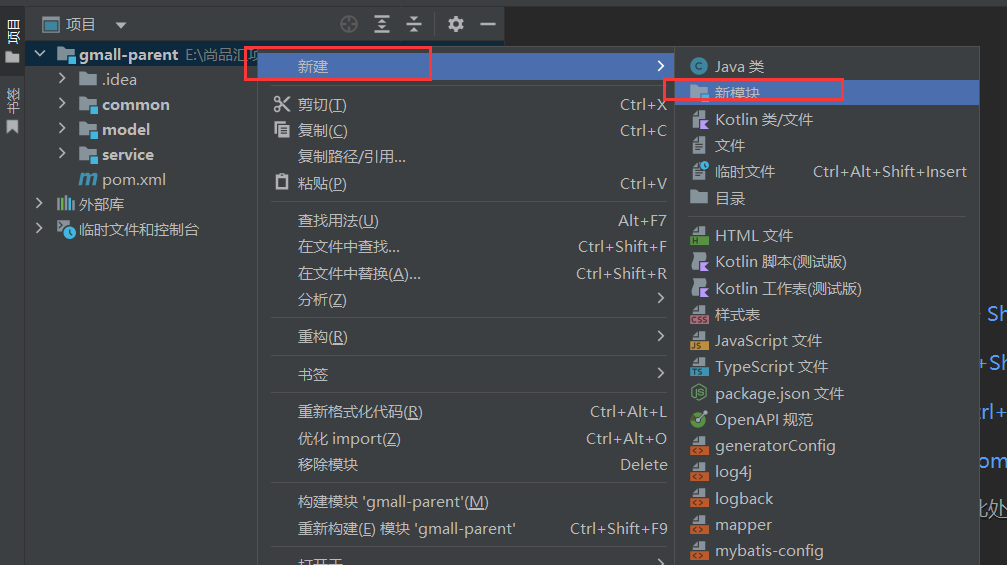 项目
书签
项目
gmall-parent E:\尚品汇项
.idea
common
model
service
pom.xml
外部库
临时文件和控制台
新建
剪切(T) Ctrl+X
复制(C) Ctrl+C
复制路径/引用...
粘贴(P) Ctrl+V
查找用法(U) Alt+F7
在文件中查找... Ctrl+Shift+F
在文件中替换(A)... Ctrl+Shift+R
分析(Z)
重构(R)
书签
重新格式化代码(R) Ctrl+Alt+L
优化 import(Z) Ctrl+Alt+O
移除模块 Delete
构建模块 'gmall-parent'(M)
重新构建(E) 模块 'gmall-parent' Ctrl+Shift+F9
打开于
Java 类
新模块
Kotlin 类/文件
文件
临时文件 Ctrl+Alt+Shift+Insert
目录
HTML 文件
Kotlin 脚本(测试版)
Kotlin 工作表(测试版)
样式表
JavaScript 文件
TypeScript 文件
package.json 文件
OpenAPI 规范
generatorConfig
log4j
logback
mapper
mybatis-config
Sh
+Sh
trl+
om
此处